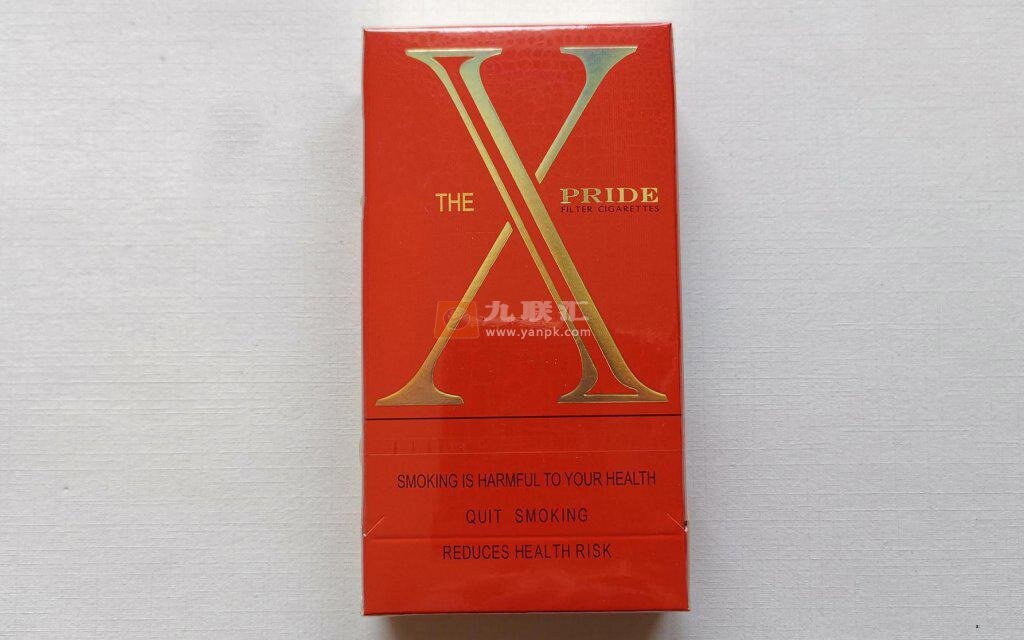 X
THE
PRIDE
FILTER CIGARETTES
九联汇
www.yanpk.com
SMOKING IS HARMFUL TO YOUR HEALTH
QUIT SMOKING
REDUCES HEALTH RISK